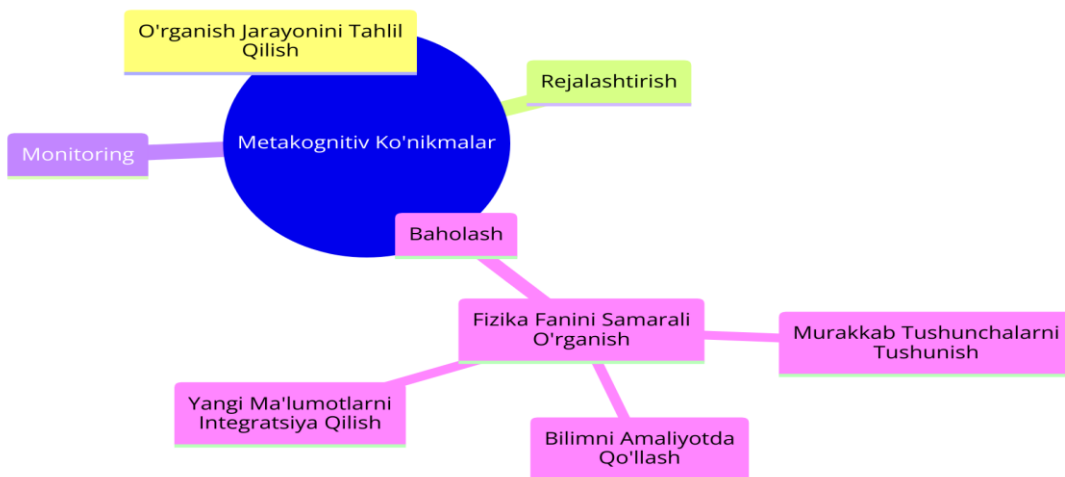 O'rganish Jarayonini Tahlil
Qilish
Rejalashtirish
Metakognitiv Ko'nikmalar
Monitoring
Baholash
Fizika Fanini Samarali
O'rganish
Murakkab Tushunchalarni
Tushunish
Yangi Ma'lumotlarni
Integratsiya Qilish
Bilimni Amaliyotda
Qo'llash